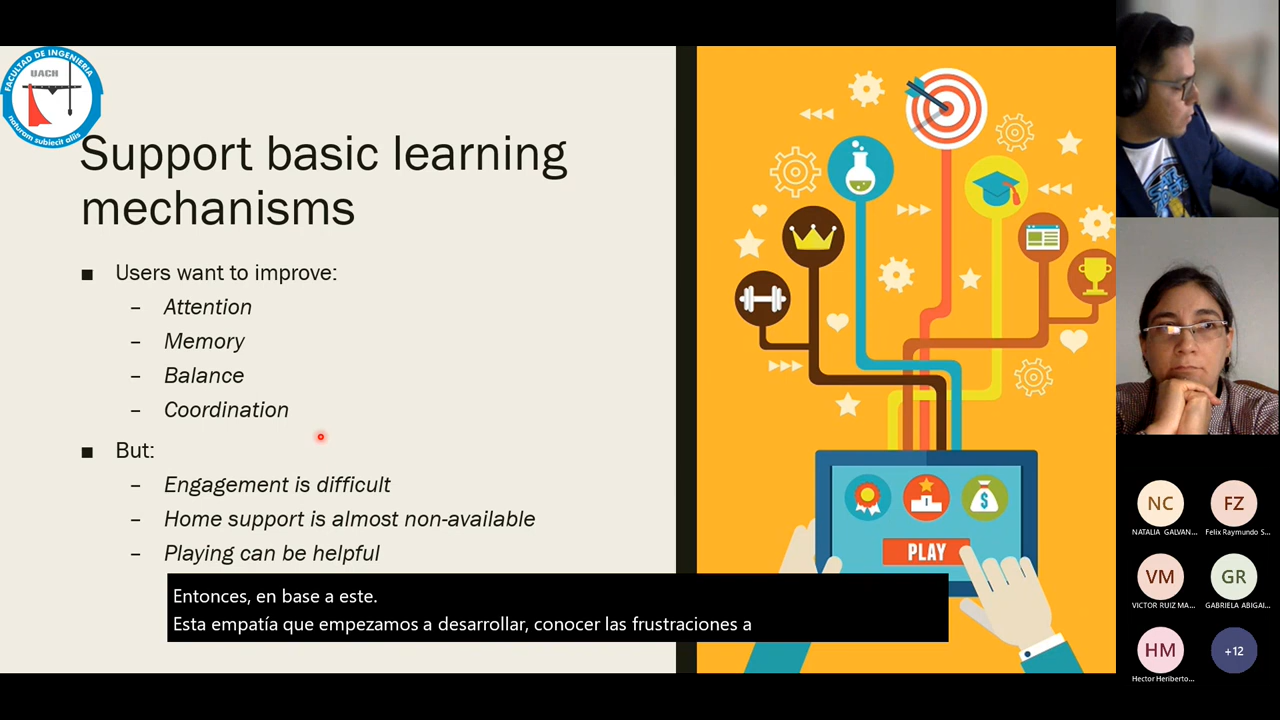 FACULTAD DE INGENIERIA
UACH
naturam subiecit aliis
Support basic learning
mechanisms
■ Users want to improve:
– Attention
– Memory
– Balance
– Coordination
■ But:
– Engagement is difficult
– Home support is almost non-available
– Playing can be helpful
Entonces, en base a este.
Esta empatía que empezamos a desarrollar, conocer las frustraciones a
1
$
PLAY
NC
NATALIA GALVAN...
FZ
Felix Raymundo S...
VM
VICTOR RUIZ MA...
GR
GABRIELA ABIGAI...
HM
Hector Heriberto...
+12